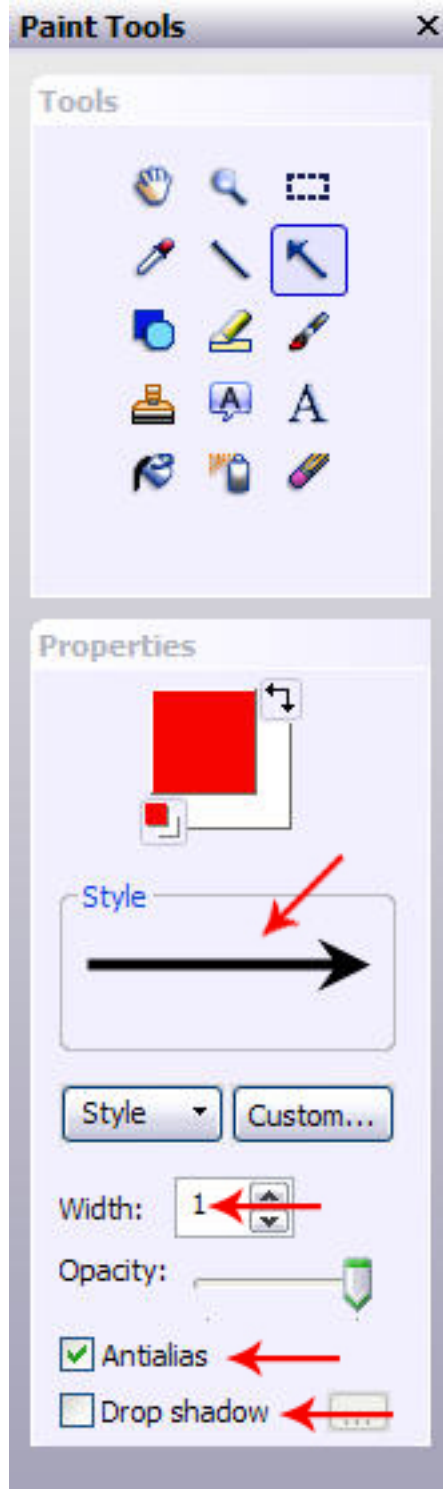 Paint Tools
Tools
A
A
Properties
Style
Style
Custom...
Width: 1
Opacity:
Antialias
Drop shadow
...